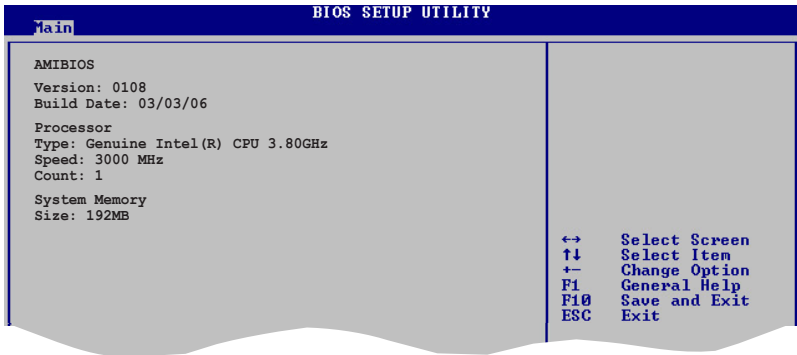 BIOS SETUP UTILITY
Main
AMIBIOS
Version: 0108
Build Date: 03/03/06
Processor
Type: Genuine Intel(R) CPU 3.80GHz
Speed: 3000 MHz
Count: 1
System Memory
Size: 192MB
←→ Select Screen
↑↓ Select Item
+- Change Option
F1 General Help
F10 Save and Exit
ESC Exit